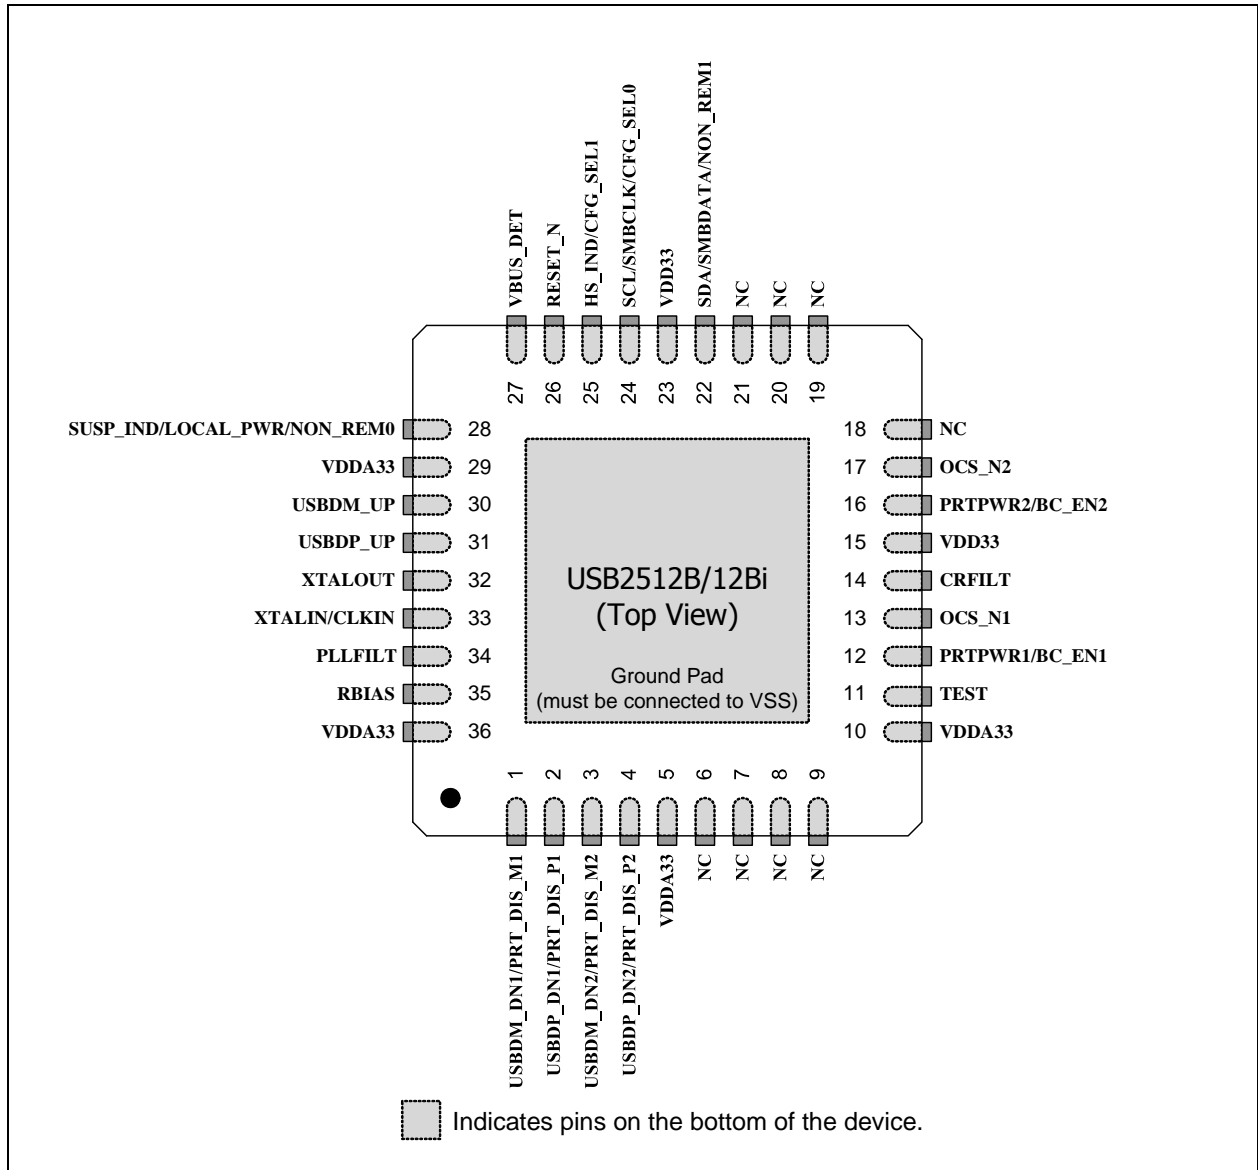 VBUS_DET
RESET_N
HS_IND/CFG_SEL1
SCL/SMBCLK/CFG_SEL0
VDD33
SDA/SMBDATA/NON_REM1
NC
NC
NC
27
26
25
24
23
22
21
20
19
SUSP_IND/LOCAL_PWR/NON_REM0 28
VDDA33 29
USBDM_UP 30
USBDP_UP 31
XTALOUT 32
XTALIN/CLKIN 33
PLLFILT 34
RBIAS 35
VDDA33 36
USB2512B/12Bi
(Top View)
Ground Pad
(must be connected to VSS)
18 NC
17 OCS_N2
16 PRTPWR2/BC_EN2
15 VDD33
14 CRFILT
13 OCS_N1
12 PRTPWR1/BC_EN1
11 TEST
10 VDDA33
1
2
3
4
5
6
7
8
9
USBDM_DN1/PRT_DIS_M1
USBDP_DN1/PRT_DIS_P1
USBDM_DN2/PRT_DIS_M2
USBDP_DN2/PRT_DIS_P2
VDDA33
NC
NC
NC
NC
Indicates pins on the bottom of the device.